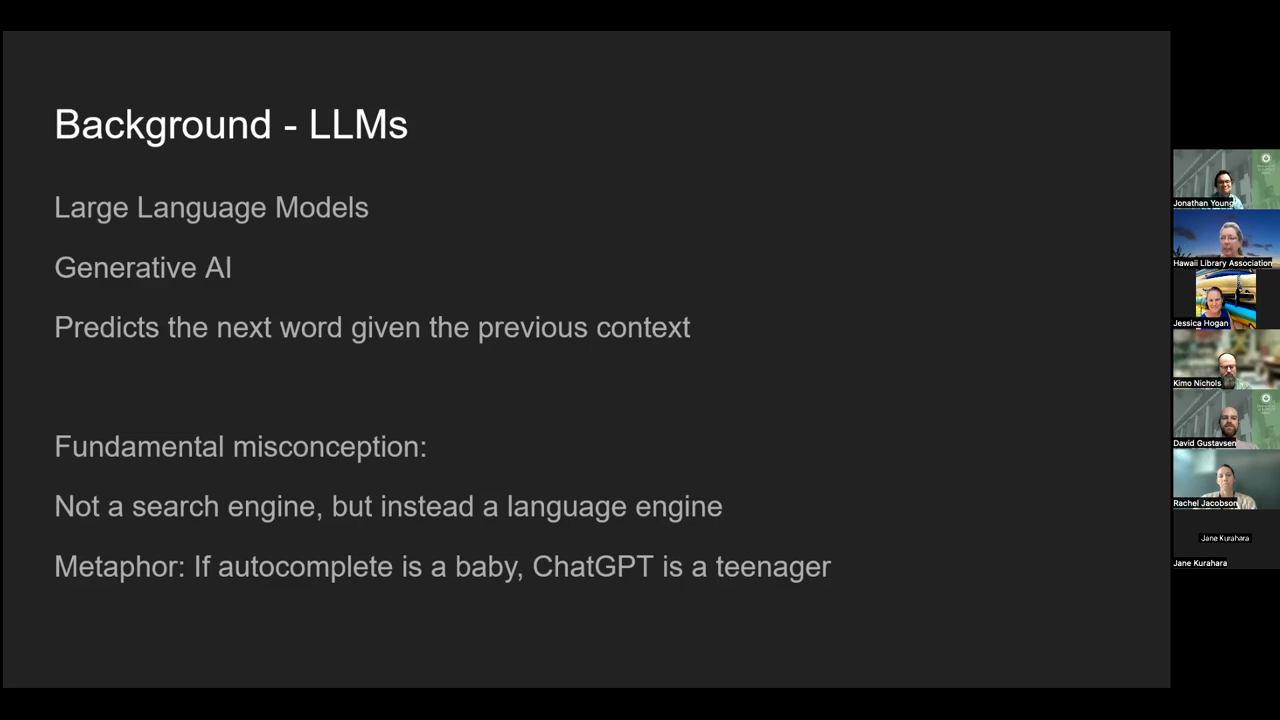 Background - LLMs
Large Language Models
Generative AI
Predicts the next word given the previous context
Fundamental misconception:
Not a search engine, but instead a language engine
Metaphor: If autocomplete is a baby, ChatGPT is a teenager
Jonathan Young
Hawaii Library Association
Jessica Hogan
Kimo Nichols
David Gustavsen
Rachel Jacobson
Jane Kurahara
Jane Kurahara